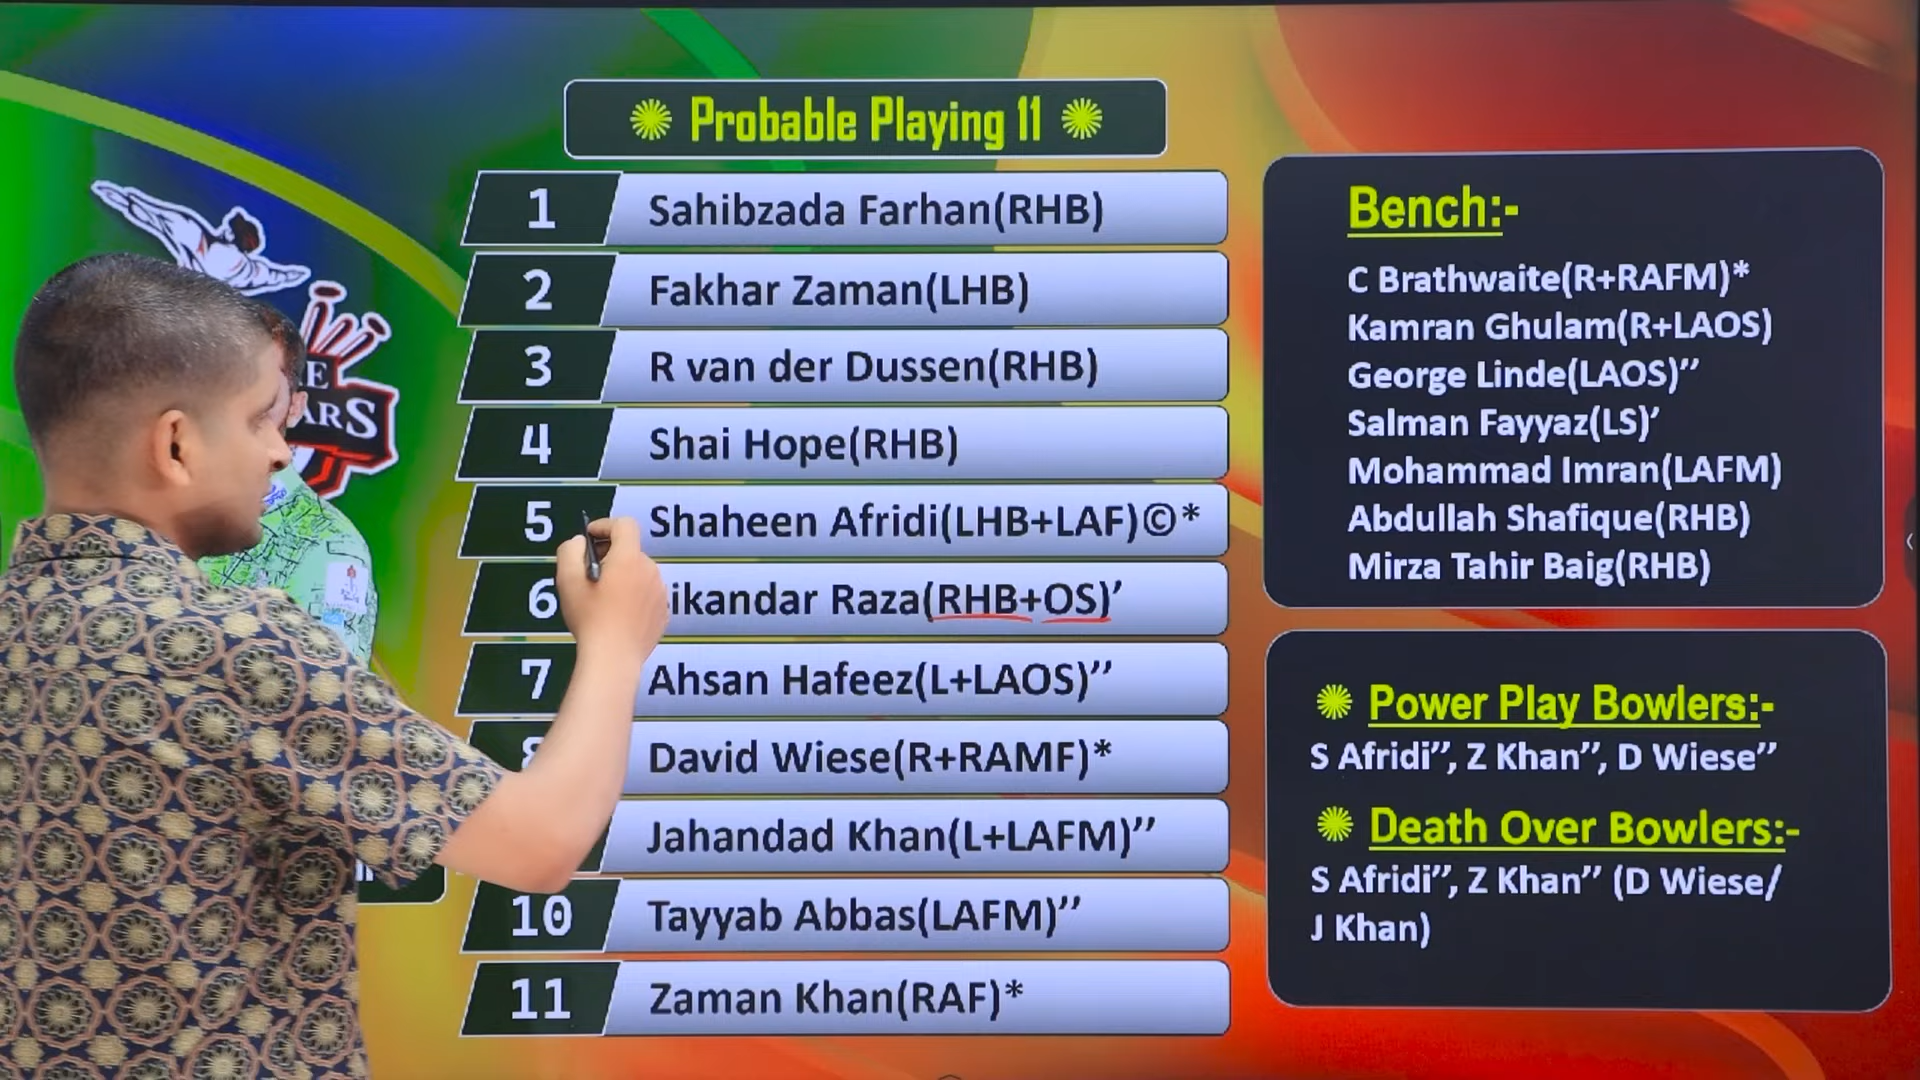 Probable Playing 11
1 Sahibzada Farhan(RHB)
2 Fakhar Zaman(LHB)
3 R van der Dussen(RHB)
4 Shai Hope(RHB)
5 Shaheen Afridi(LHB+LAF)©*
6 ikandar Raza(RHB+OS)’
7 Ahsan Hafeez(L+LAOS)’’
8 David Wiese(R+RAMF)*
Jahandad Khan(L+LAFM)’’
10 Tayyab Abbas(LAFM)’’
11 Zaman Khan(RAF)*
Bench:-
C Brathwaite(R+RAFM)*
Kamran Ghulam(R+LAOS)
George Linde(LAOS)’’
Salman Fayyaz(LS)’
Mohammad Imran(LAFM)
Abdullah Shafique(RHB)
Mirza Tahir Baig(RHB)
Power Play Bowlers:-
S Afridi’’, Z Khan’’, D Wiese’’
Death Over Bowlers:-
S Afridi’’, Z Khan’’ (D Wiese/
J Khan)